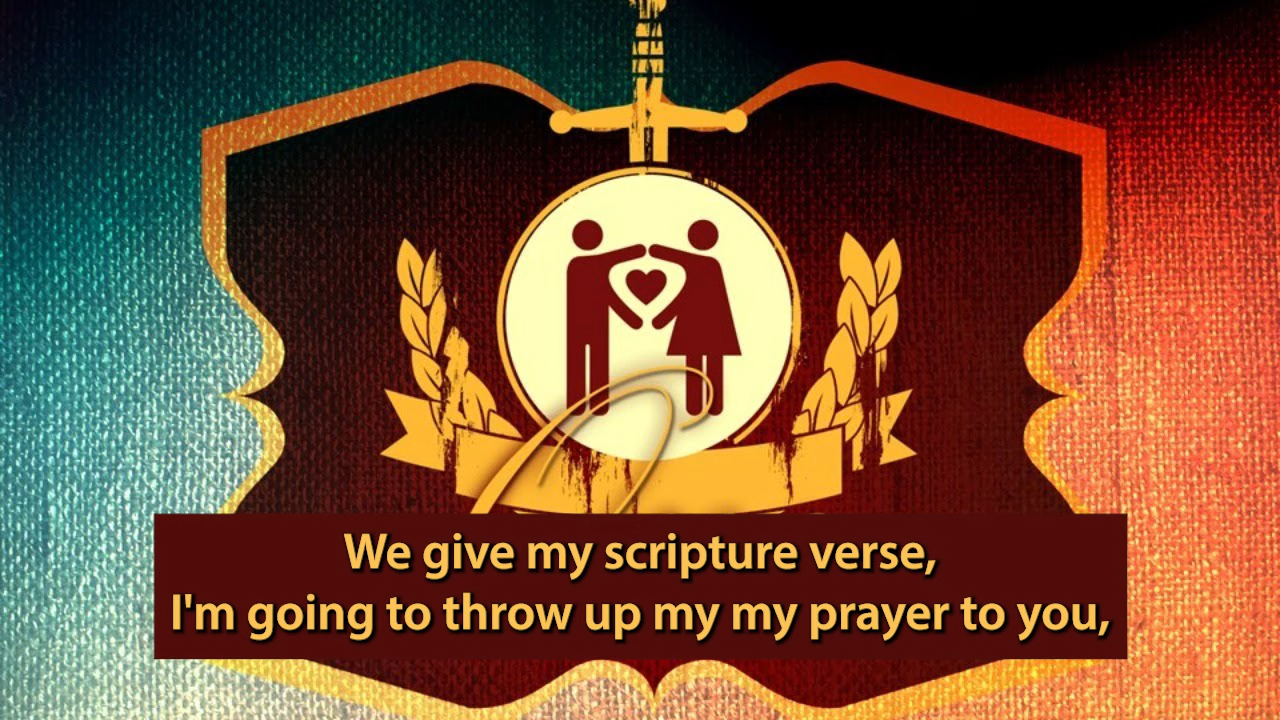 We give my scripture verse,
I'm going to throw up my my prayer to you,